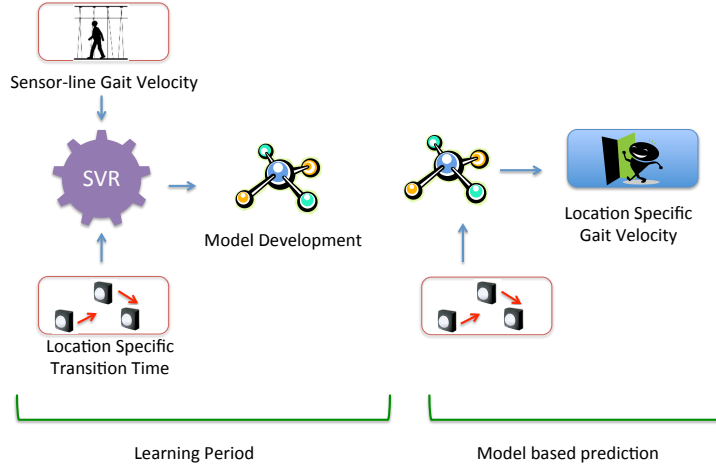 Sensor-line Gait Velocity
SVR
Model Development
Location Specific
Transition Time
Location Specific
Gait Velocity
Learning Period
Model based prediction